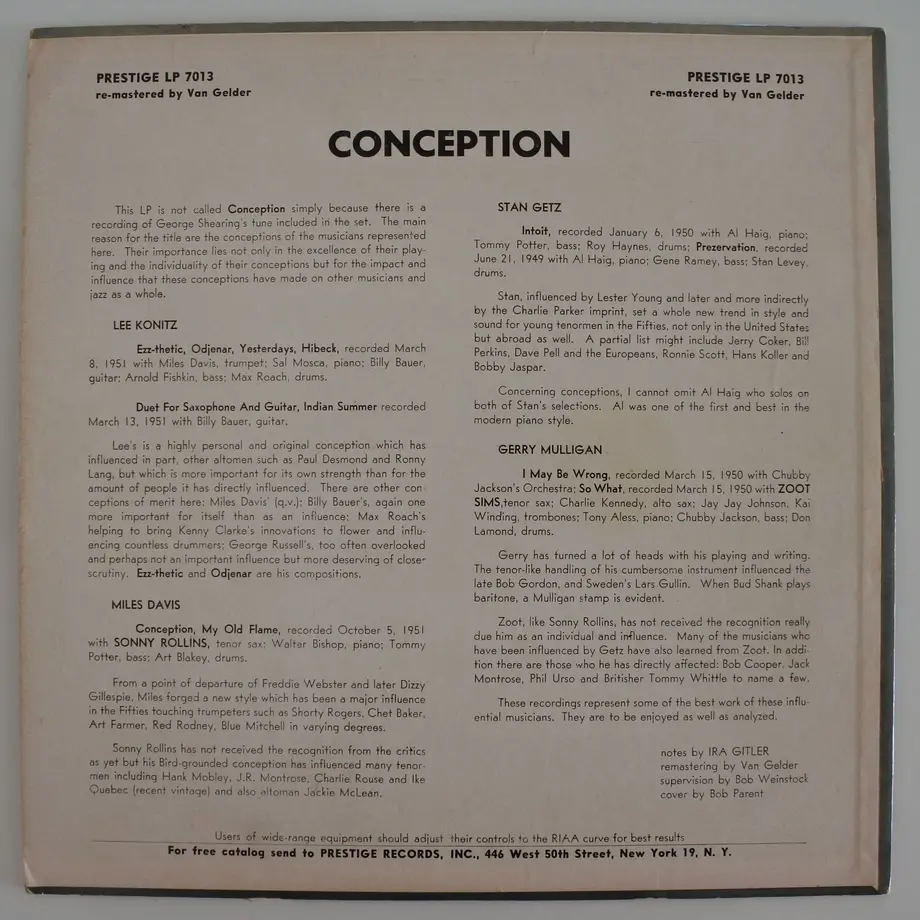 PRESTIGE LP 7013
re-mastered by Van Gelder
PRESTIGE LP 7013
re-mastered by Van Gelder
CONCEPTION
This LP is not called Conception simply because there is a
recording of George Shearing's tune included in the set. The main
reason for the title are the conceptions of the musicians represented
here. Their importance lies not only in the excellence of their play-
ing and the individuality of their conceptions but for the impact and
influence that these conceptions have made on other musicians and
jazz as a whole.
LEE KONITZ
Ezz-thetic, Odjenar, Yesterdays, Hibeck, recorded March
8, 1951 with Miles Davis, trumpet; Sal Mosca, piano; Billy Bauer,
guitar; Arnold Fishkin, bass; Max Roach, drums.
Duet For Saxophone And Guitar, Indian Summer recorded
March 13, 1951 with Billy Bauer, guitar.
Lee's is a highly personal and original conception which has
influenced in part, other altomen such as Paul Desmond and Ronny
Lang, but which is more important for its own strength than for the
amount of people it has directly influenced. There are other con-
ceptions of merit here: Miles Davis' (q.v.); Billy Bauer's, again one
more important for itself than as an influence; Max Roach's
helping to bring Kenny Clarke's innovations to flower and influ-
encing countless drummers; George Russell's, too often overlooked
and perhaps not an important influence but more deserving of close-
scrutiny. Ezz-thetic and Odjenar are his compositions.
MILES DAVIS
Conception, My Old Flame, recorded October 5, 1951
with SONNY ROLLINS, tenor sax; Walter Bishop, piano; Tommy
Potter, bass; Art Blakey, drums.
From a point of departure of Freddie Webster and later Dizzy
Gillespie, Miles forged a new style which has been a major influence
in the Fifties touching trumpeters such as Shorty Rogers, Chet Baker,
Art Farmer, Red Rodney, Blue Mitchell in varying degrees.
Sonny Rollins has not received the recognition from the critics
as yet but his Bird-grounded conception has influenced many tenor-
men including Hank Mobley, J.R. Montrose, Charlie Rouse and Ike
Quebec (recent vintage) and also altoman Jackie McLean.
STAN GETZ
Intoit, recorded January 6, 1950 with Al Haig, piano;
Tommy Potter, bass; Roy Haynes, drums; Prezervation, recorded
June 21, 1949 with Al Haig, piano; Gene Ramey, bass; Stan Levey,
drums.
Stan, influenced by Lester Young and later and more indirectly
by the Charlie Parker imprint, set a whole new trend in style and
sound for young tenormen in the Fifties, not only in the United States
but abroad as well. A partial list might include Jerry Coker, Bill
Perkins, Dave Pell and the Europeans, Ronnie Scott, Hans Koller and
Bobby Jaspar.
Concerning conceptions, I cannot omit Al Haig who solos on
both of Stan's selections. Al was one of the first and best in the
modern piano style.
GERRY MULLIGAN
I May Be Wrong, recorded March 15, 1950 with Chubby
Jackson's Orchestra; So What, recorded March 15, 1950 with ZOOT
SIMS,tenor sax; Charlie Kennedy, alto sax; Jay Jay Johnson, Kai
Winding, trombones; Tony Aless, piano; Chubby Jackson, bass; Don
Lamond, drums.
Gerry has turned a lot of heads with his playing and writing.
The tenor-like handling of his cumbersome instrument influenced the
late Bob Gordon, and Sweden's Lars Gullin. When Bud Shank plays
baritone, a Mulligan stamp is evident.
Zoot, like Sonny Rollins, has not received the recognition really
due him as an individual and influence. Many of the musicians who
have been influenced by Getz have also learned from Zoot. In addi-
tion there are those who he has directly affected: Bob Cooper, Jack
Montrose, Phil Urso and Britisher Tommy Whittle to name a few.
These recordings represent some of the best work of these influ-
ential musicians. They are to be enjoyed as well as analyzed.
notes by IRA GITLER
remastering by Van Gelder
supervision by Bob Weinstock
cover by Bob Parent
Users of wide-range equipment should adjust their controls to the RIAA curve for best results
For free catalog send to PRESTIGE RECORDS, INC., 446 West 50th Street, New York 19, N. Y.